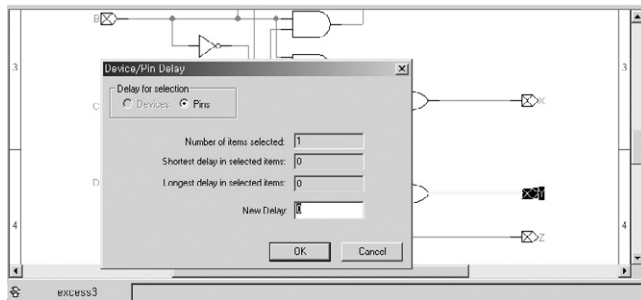 B
3
3
Device/Pin Delay
Delay for selection
Devices
Pins
C
X
Number of items selected: 1
Shortest delay in selected items: 0
Longest delay in selected items: 0
D
Y
New Delay: 0
4
4
OK
Cancel
Z
excess3